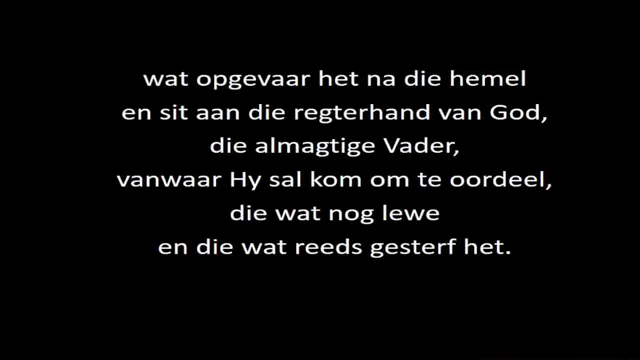 wat opgevaar het na die hemel
en sit aan die regterhand van God,
die almagtige Vader,
vanwaar Hy sal kom om te oordeel,
die wat nog lewe
en die wat reeds gesterf het.